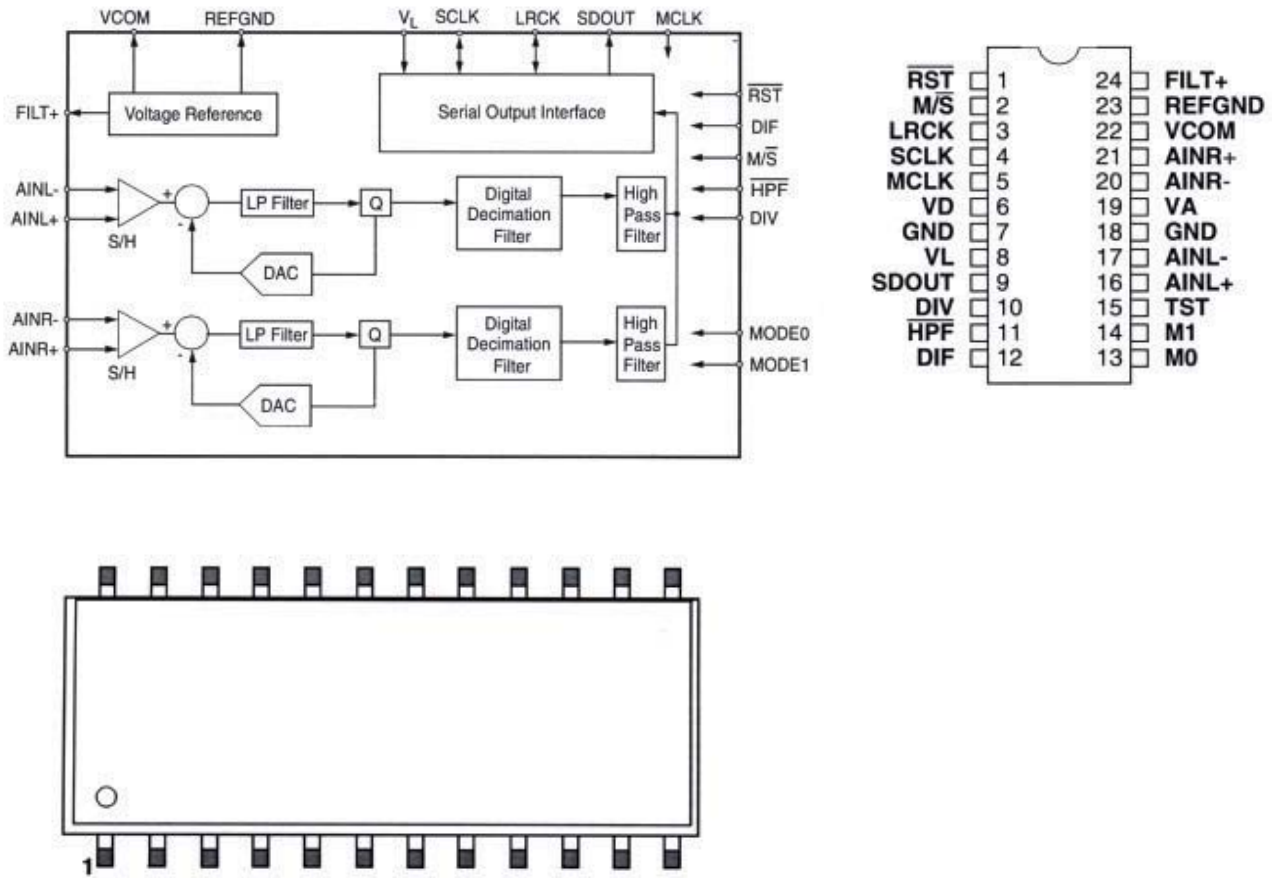 VCOM REFGND VL SCLK LRCK SDOUT MCLK
FILT+ Voltage Reference Serial Output Interface
RST
DIF
M/S
HPF
DIV
AINL-
AINL+
S/H
+
-
LP Filter
Q
DAC
Digital
Decimation
Filter
High
Pass
Filter
AINR-
AINR+
S/H
+
-
LP Filter
Q
DAC
Digital
Decimation
Filter
High
Pass
Filter
MODE0
MODE1
RST 1 24 FILT+
M/S 2 23 REFGND
LRCK 3 22 VCOM
SCLK 4 21 AINR+
MCLK 5 20 AINR-
VD 6 19 VA
GND 7 18 GND
VL 8 17 AINL-
SDOUT 9 16 AINL+
DIV 10 15 TST
HPF 11 14 M1
DIF 12 13 M0
1